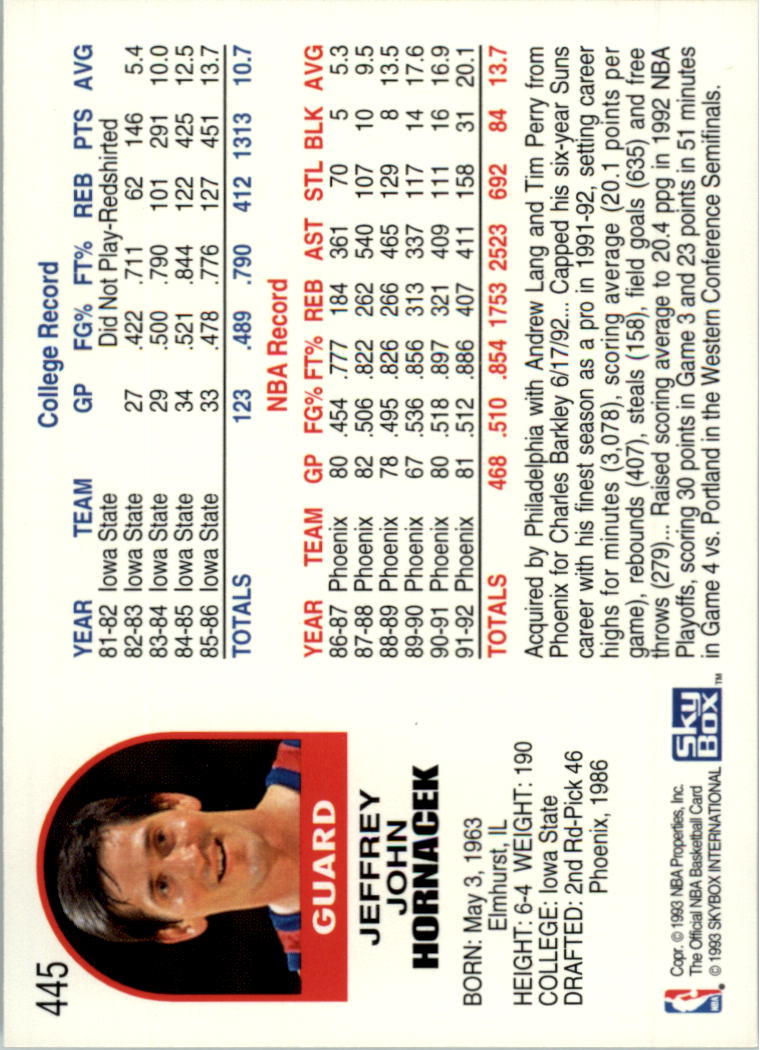 445
GUARD
JEFFREY
JOHN
HORNACEK
BORN: May 3, 1963
Elmhurst, IL
HEIGHT: 6-4 WEIGHT: 190
COLLEGE: Iowa State
DRAFTED: 2nd Rd-Pick 46
Phoenix, 1986
NBA
Copr. © 1993 NBA Properties, Inc.
The Official NBA Basketball Card
© 1993 SKYBOX INTERNATIONAL
Sky
Box
TM
College Record
YEAR TEAM GP FG% FT% REB PTS AVG
81-82 Iowa State Did Not Play-Redshirted
82-83 Iowa State 27 .422 .711 62 146 5.4
83-84 Iowa State 29 .500 .790 101 291 10.0
84-85 Iowa State 34 .521 .844 122 425 12.5
85-86 Iowa State 33 .478 .776 127 451 13.7
TOTALS 123 .489 .790 412 1313 10.7
NBA Record
YEAR TEAM GP FG% FT% REB AST STL BLK AVG
86-87 Phoenix 80 .454 .777 184 361 70 5 5.3
87-88 Phoenix 82 .506 .822 262 540 107 10 9.5
88-89 Phoenix 78 .495 .826 266 465 129 8 13.5
89-90 Phoenix 67 .536 .856 313 337 117 14 17.6
90-91 Phoenix 80 .518 .897 321 409 111 16 16.9
91-92 Phoenix 81 .512 .886 407 411 158 31 20.1
TOTALS 468 .510 .854 1753 2523 692 84 13.7
Acquired by Philadelphia with Andrew Lang and Tim Perry from
Phoenix for Charles Barkley 6/17/92... Capped his six-year Suns
career with his finest season as a pro in 1991-92, setting career
highs for minutes (3,078), scoring average (20.1 points per
game), rebounds (407), steals (158), field goals (635) and free
throws (279)... Raised scoring average to 20.4 ppg in 1992 NBA
Playoffs, scoring 30 points in Game 3 and 23 points in 51 minutes
in Game 4 vs. Portland in the Western Conference Semifinals.